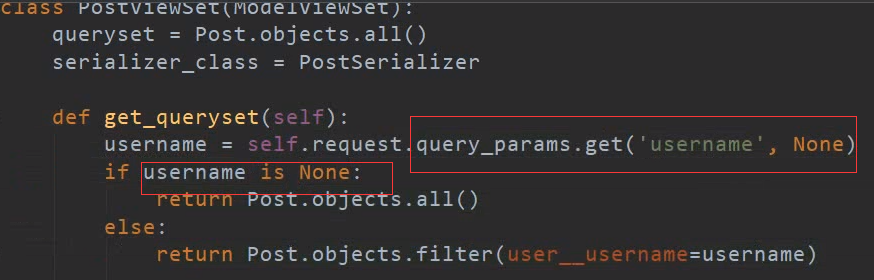 class PostViewSet(ModelViewSet):
queryset = Post.objects.all()
serializer_class = PostSerializer
def get_queryset(self):
username = self.request.query_params.get('username', None)
if username is None:
return Post.objects.all()
else:
return Post.objects.filter(user__username=username)